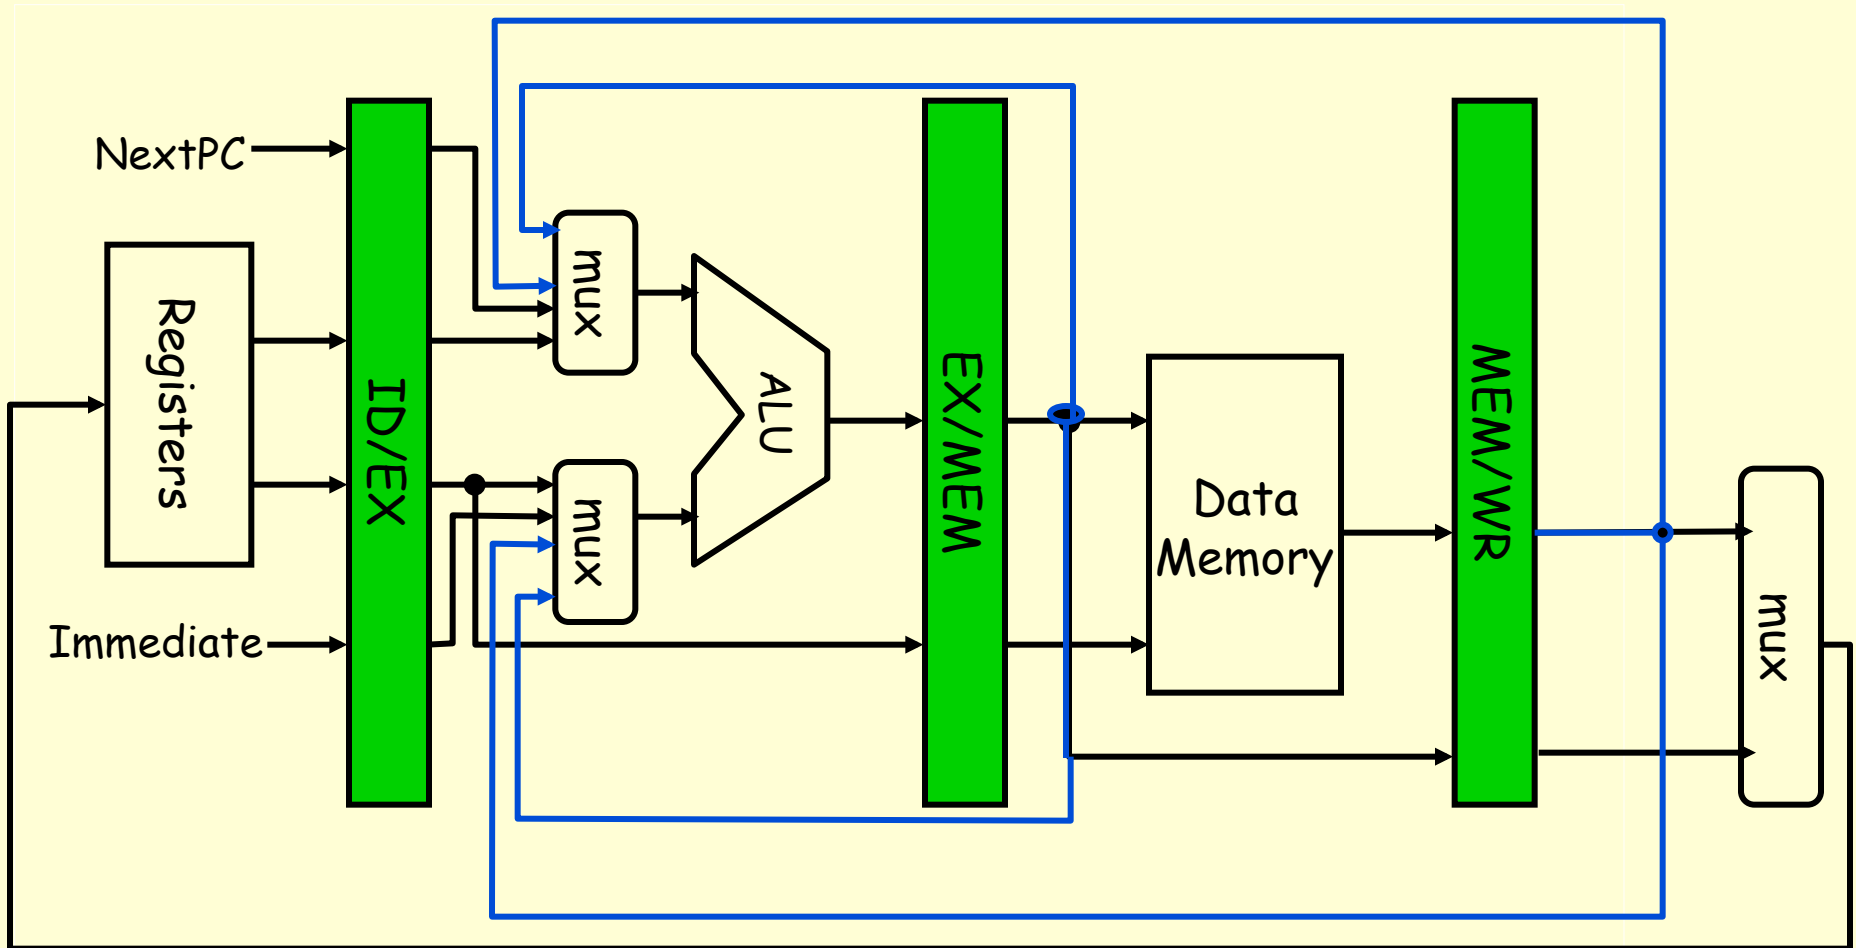 NextPC
Registers
Immediate
ID/EX
mux
mux
ALU
EX/MEM
Data
Memory
MEM/WR
mux